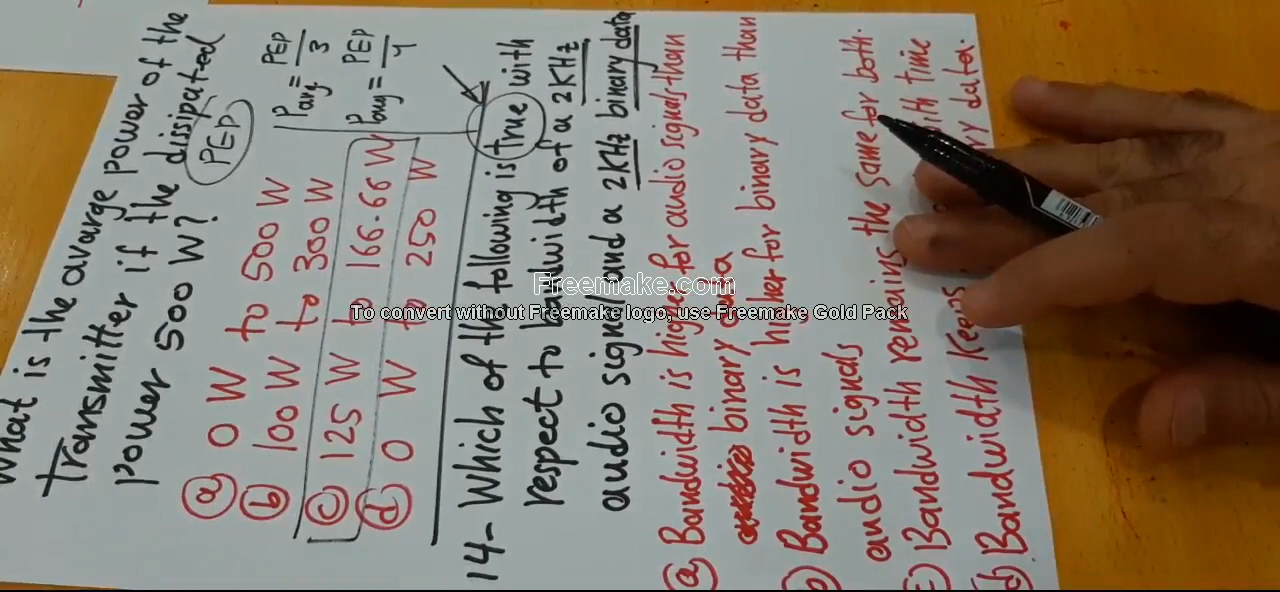 what is the avarge power of the
transmitter if the dissipated
power 500 W? PEP
a 0 W to 500 W
b 100 W to 300 W
c 125 W to 166.66 W
d 0 W to 250 W
Pavg = PEP/3
Pavg = PEP/4
14- Which of the following is true with
respect to bandwidth of a 2KHz
audio signal and a 2KHz binary data
a Bandwidth is higher for audio signals than
binary data
b Bandwidth is higher for binary data than
audio signals
c Bandwidth remains the same for both.
d Bandwidth Keeps with time
data.
Freemake.com
To convert without Freemake logo, use Freemake Gold Pack